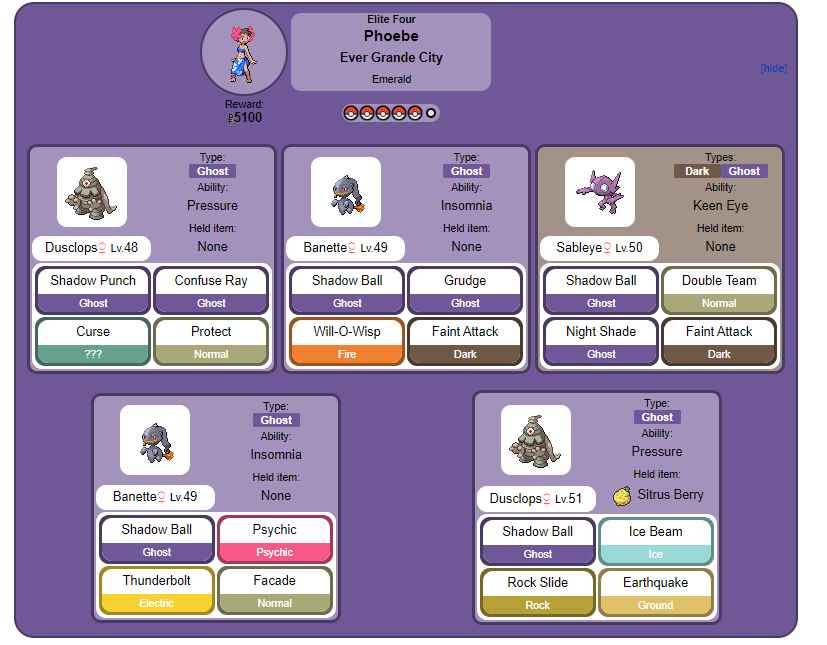 Elite Four
Phoebe
Ever Grande City
Emerald
[hide]
Reward:
₽5100
Type:
Ghost
Ability:
Pressure
Held item:
None
Dusclops♀ Lv.48
Shadow Punch
Ghost
Confuse Ray
Ghost
Curse
???
Protect
Normal
Type:
Ghost
Ability:
Insomnia
Held item:
None
Banette♀ Lv.49
Shadow Ball
Ghost
Grudge
Ghost
Will-O-Wisp
Fire
Faint Attack
Dark
Types:
Dark Ghost
Ability:
Keen Eye
Held item:
None
Sableye♀ Lv.50
Shadow Ball
Ghost
Double Team
Normal
Night Shade
Ghost
Faint Attack
Dark
Type:
Ghost
Ability:
Insomnia
Held item:
None
Banette♀ Lv.49
Shadow Ball
Ghost
Psychic
Psychic
Thunderbolt
Electric
Facade
Normal
Type:
Ghost
Ability:
Pressure
Held item:
Sitrus Berry
Dusclops♀ Lv.51
Shadow Ball
Ghost
Ice Beam
Ice
Rock Slide
Rock
Earthquake
Ground